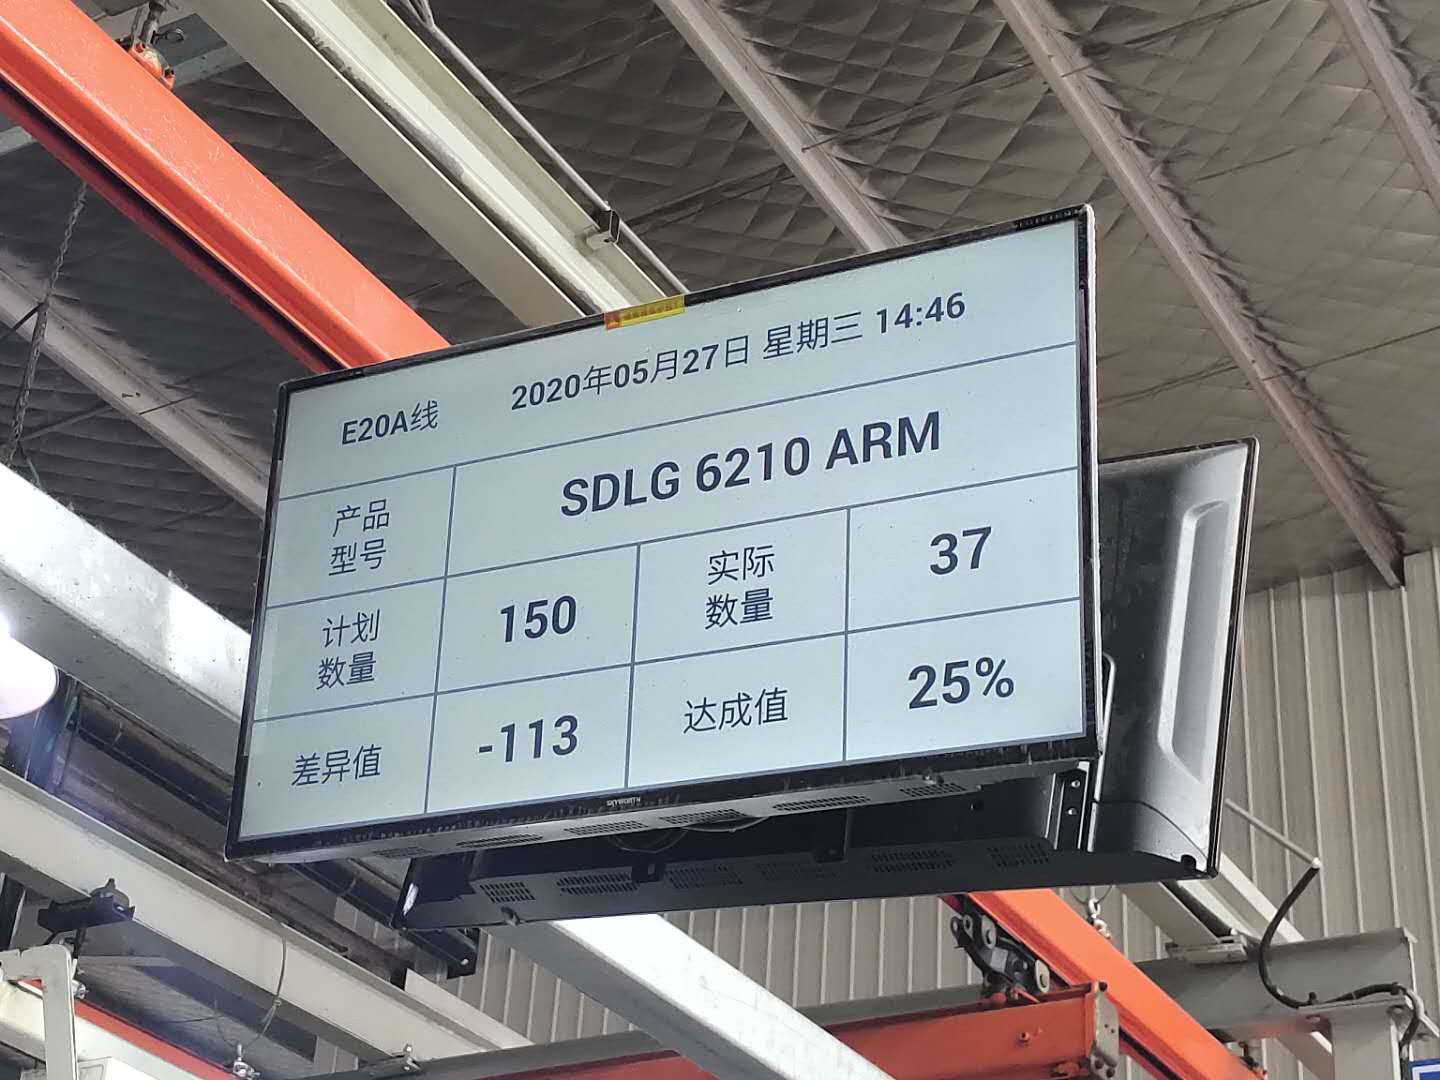 E20A线 2020年05月27日 星期三 14:46
产品
型号
SDLG 6210 ARM
计划
数量
150
实际
数量
37
差异值
-113
达成值
25%
SKYWORTH